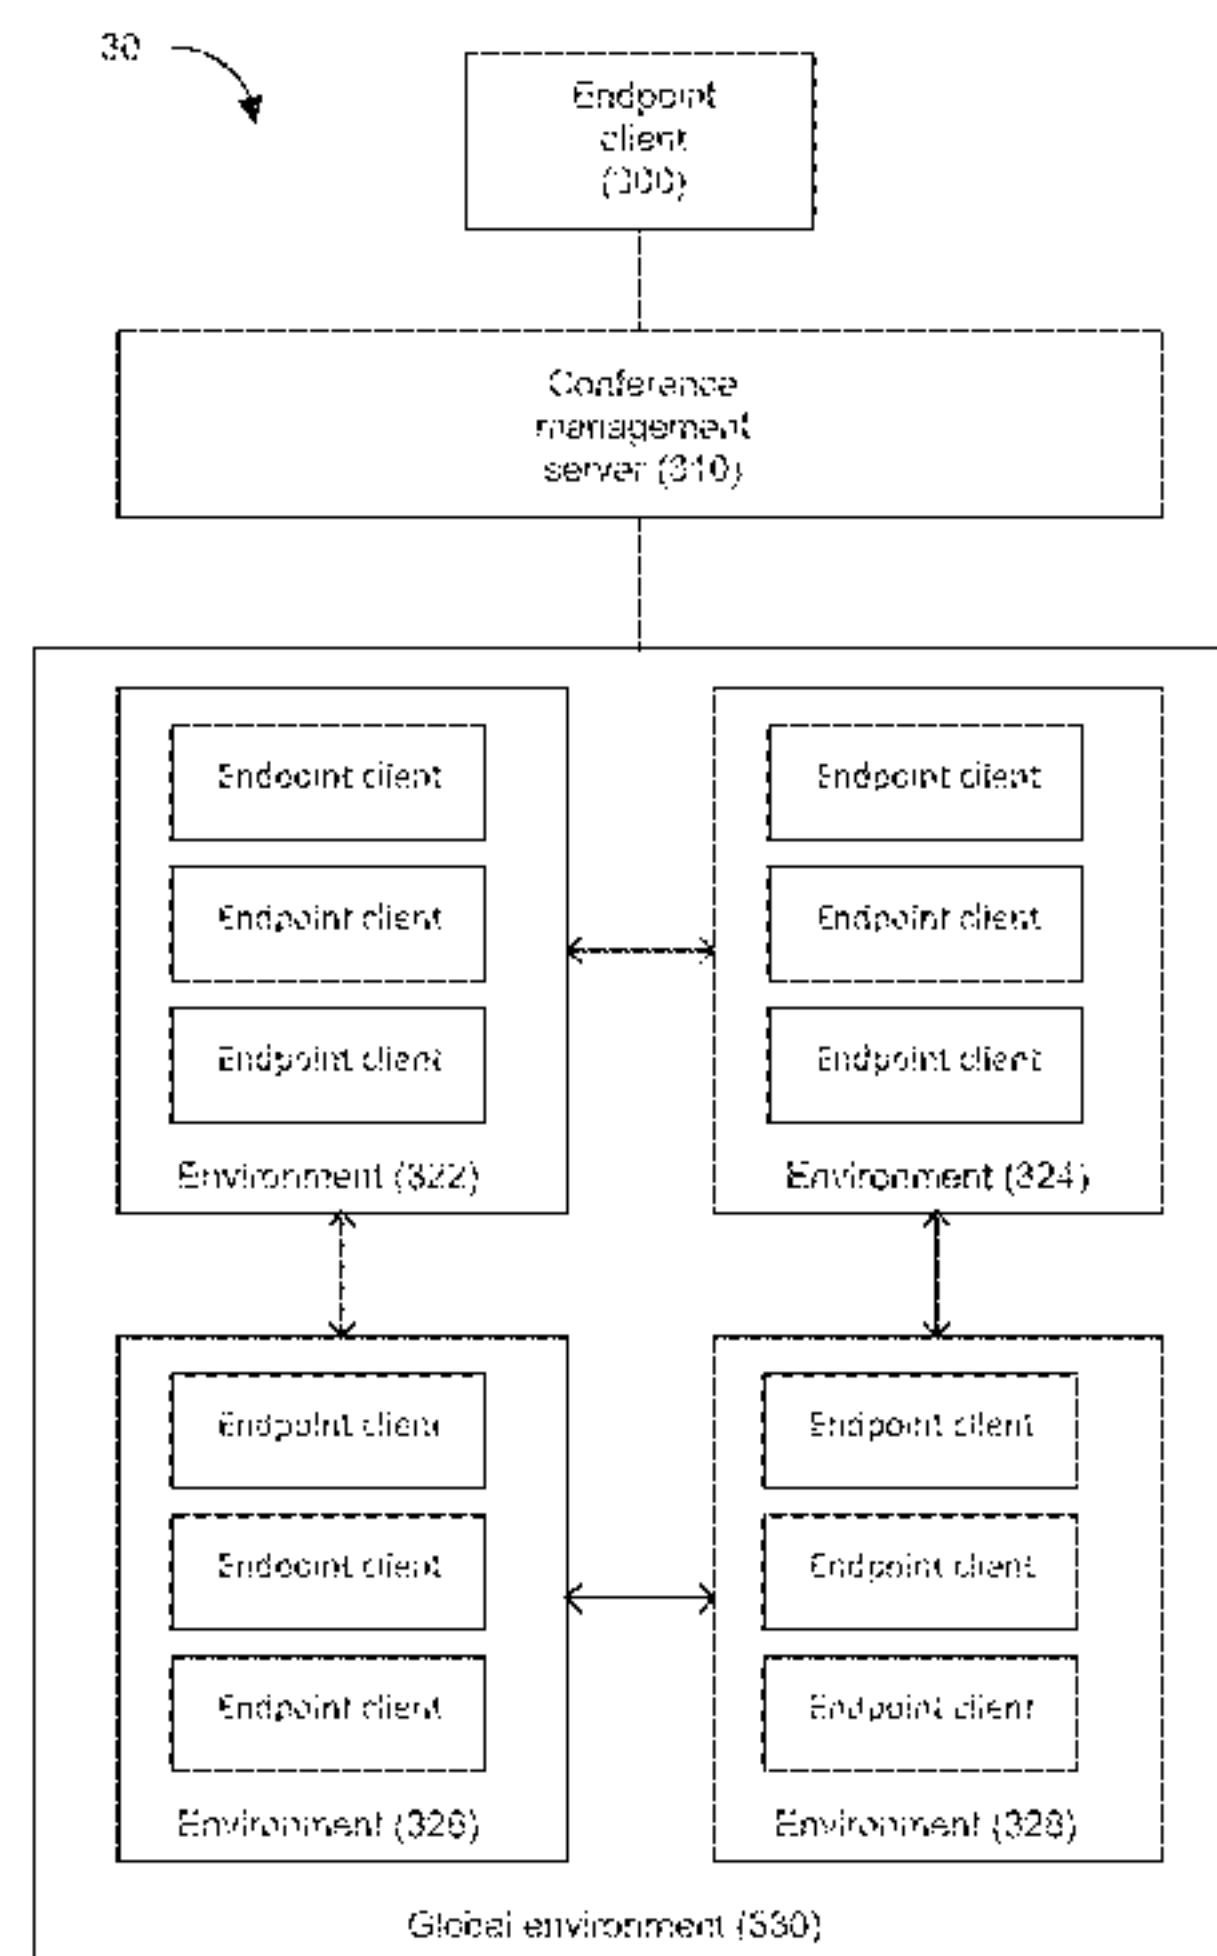 30
Endpoint
client
(300)
Conference
management
server (310)
Endpoint client
Endpoint client
Endpoint client
Environment (322)
Endpoint client
Endpoint client
Endpoint client
Environment (324)
Endpoint client
Endpoint client
Endpoint client
Environment (326)
Endpoint client
Endpoint client
Endpoint client
Environment (328)
Global environment (330)